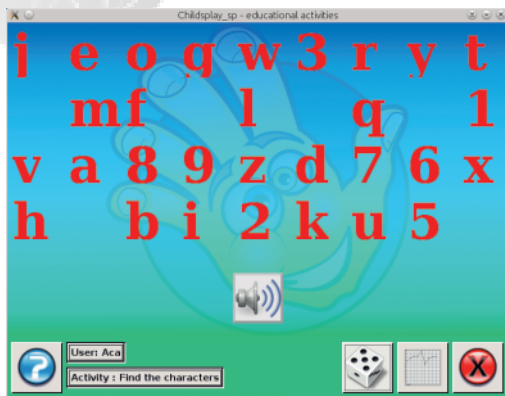 Childsplay_sp - educational activities
j e o g w 3 r y t
m f l q 1
v a 8 9 z d 7 6 x
h b i 2 k u 5
User: Aca
Activity : Find the characters